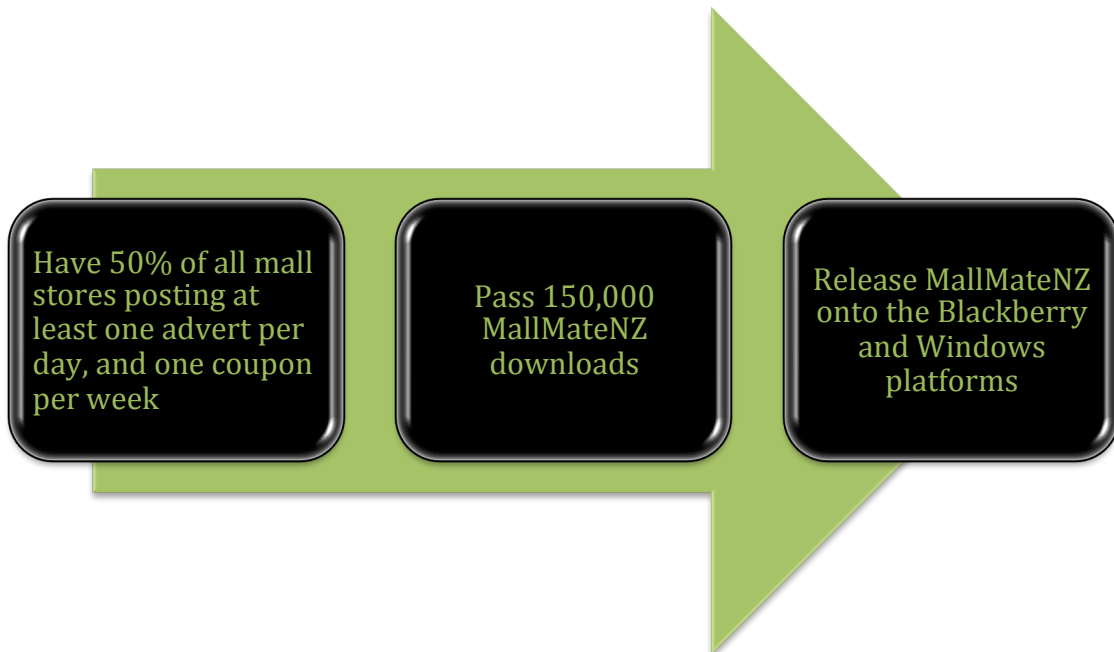 Have 50% of all mall
stores posting at
least one advert per
day, and one coupon
per week
Pass 150,000
MallMateNZ
downloads
Release MallMateNZ
onto the Blackberry
and Windows
platforms